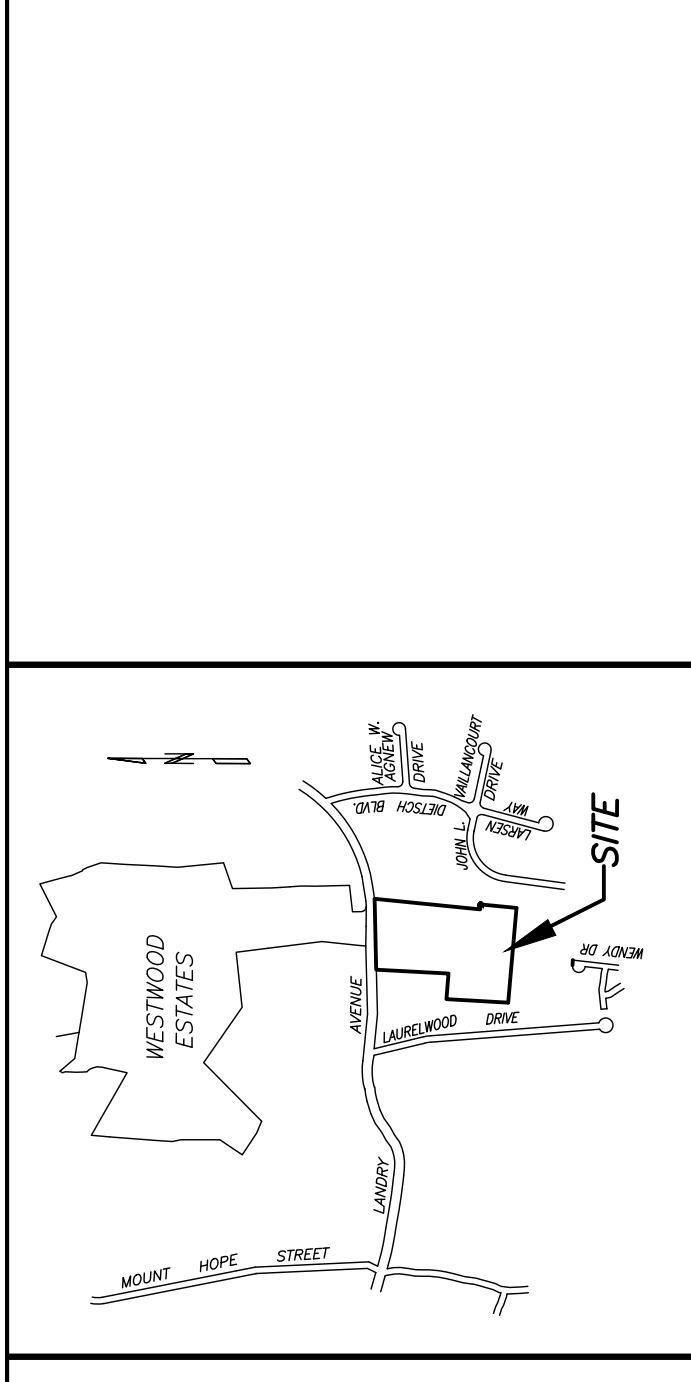 ALICE W.
AGNEW
DRIVE
VAILLANCOURT
DRIVE
DIETSCH BLVD.
JOHN L.
LARSEN
WAY
N
SITE
WENDY DR
WESTWOOD
ESTATES
AVENUE
LAURELWOOD DRIVE
LANDRY
MOUNT HOPE STREET